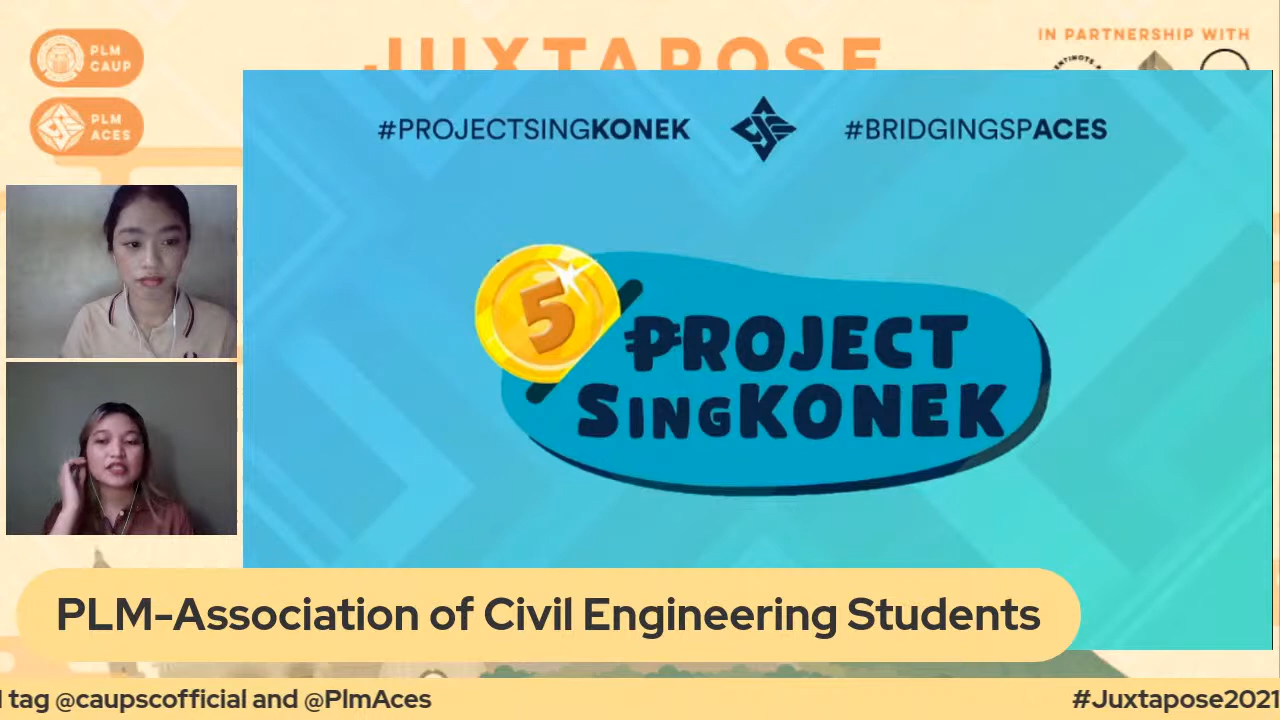 PLM
CAUP
PLM
ACES
JUXTAPOSE
IN PARTNERSHIP WITH
#PROJECTSINGKONEK
#BRIDGINGSPACES
5
PROJECT
SINGKONEK
PLM-Association of Civil Engineering Students
tag @caupscofficial and @PlmAces
#Juxtapose2021